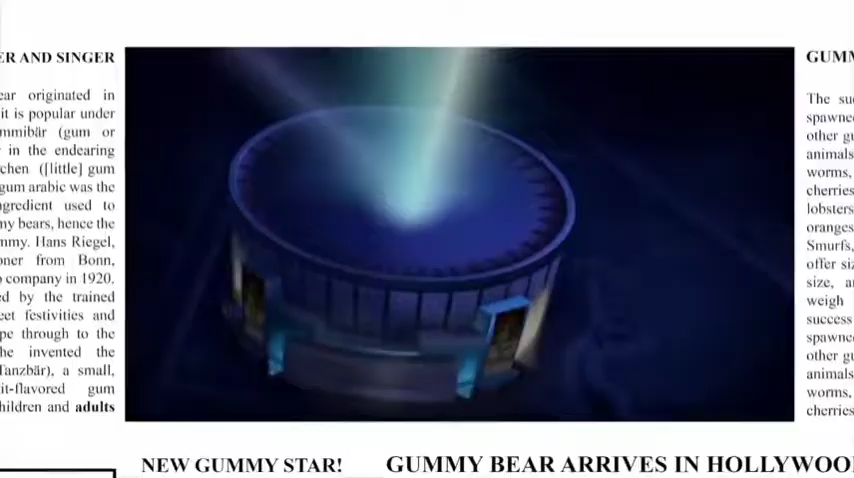 ER AND SINGER
ear originated in
it is popular under
mmibär (gum or
in the endearing
chen ([little] gum
gum arabic was the
ngredient used to
my bears, hence the
mmy. Hans Riegel,
oner from Bonn,
o company in 1920.
ed by the trained
eet festivities and
pe through to the
he invented the
Tanzbär), a small,
it-flavored gum
hildren and adults
GUMM
The su
spawned
other gu
animals
worms,
cherries
lobsters
oranges
Smurfs,
offer siz
size, a
weigh
success
spawned
other gu
animals
worms,
cherries
NEW GUMMY STAR!
GUMMY BEAR ARRIVES IN HOLLYWOO